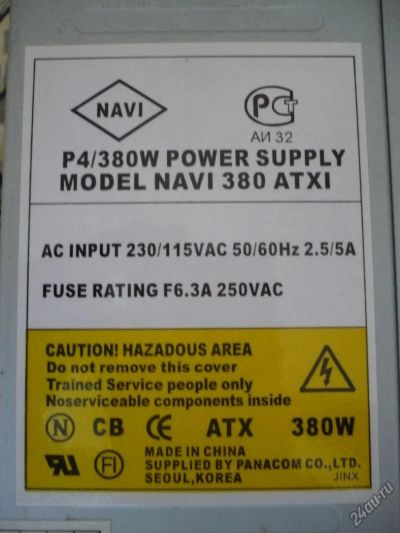 NAVI
РСТ
АИ 32
P4/380W POWER SUPPLY
MODEL NAVI 380 ATXI
AC INPUT 230/115VAC 50/60Hz 2.5/5A
FUSE RATING F6.3A 250VAC
CAUTION! HAZADOUS AREA
Do not remove this cover
Trained Service people only
Noserviceable components inside
N CB CE ATX 380W
UR FI
MADE IN CHINA
SUPPLIED BY PANACOM CO.,LTD.
SEOUL,KOREA JINX
24au.ru